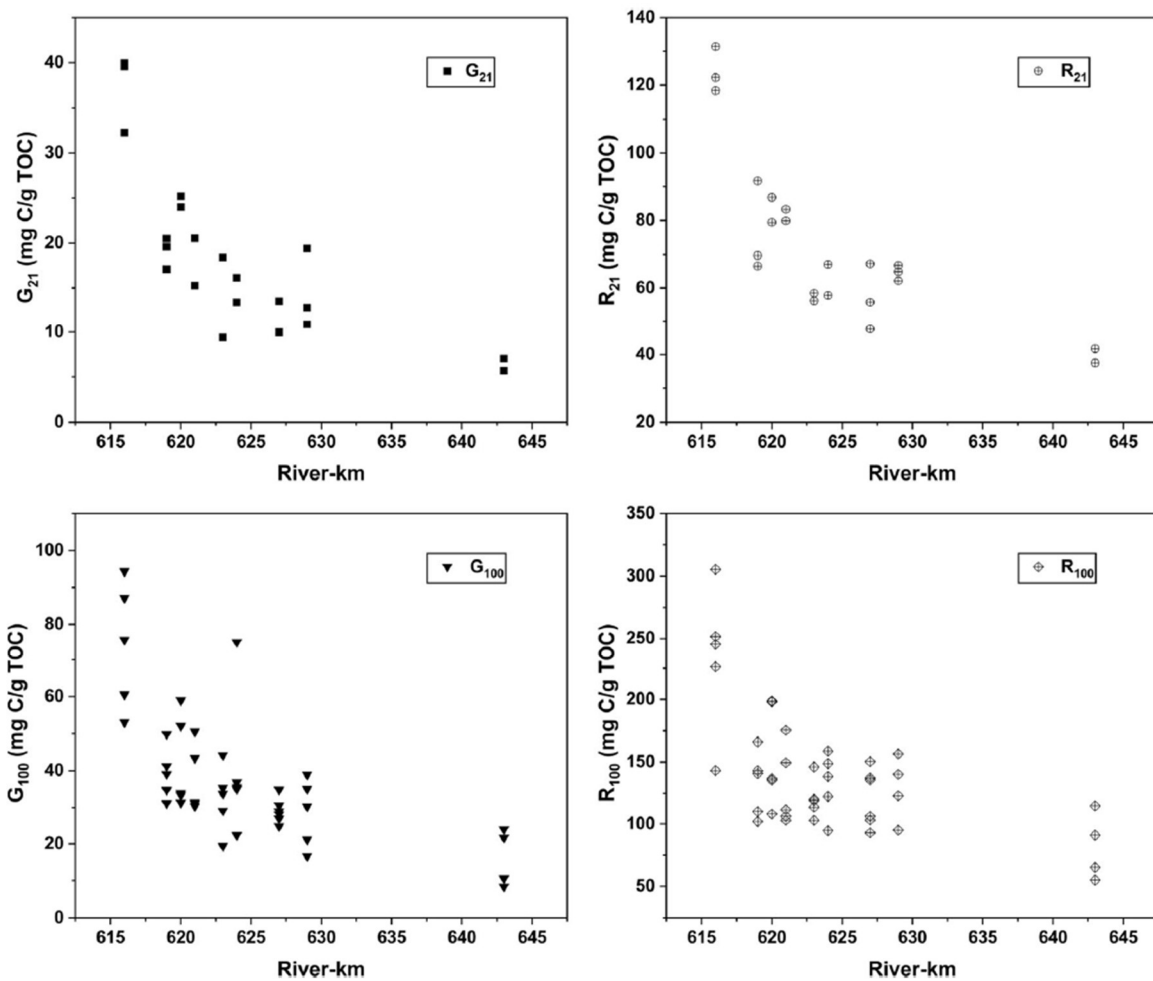 G21
G21 (mg C/g TOC)
40
30
20
10
0
615 620 625 630 635 640 645
River-km
R21
R21 (mg C/g TOC)
140
120
100
80
60
40
20
615 620 625 630 635 640 645
River-km
G100
G100 (mg C/g TOC)
100
80
60
40
20
0
615 620 625 630 635 640 645
River-km
R100
R100 (mg C/g TOC)
350
300
250
200
150
100
50
615 620 625 630 635 640 645
River-km